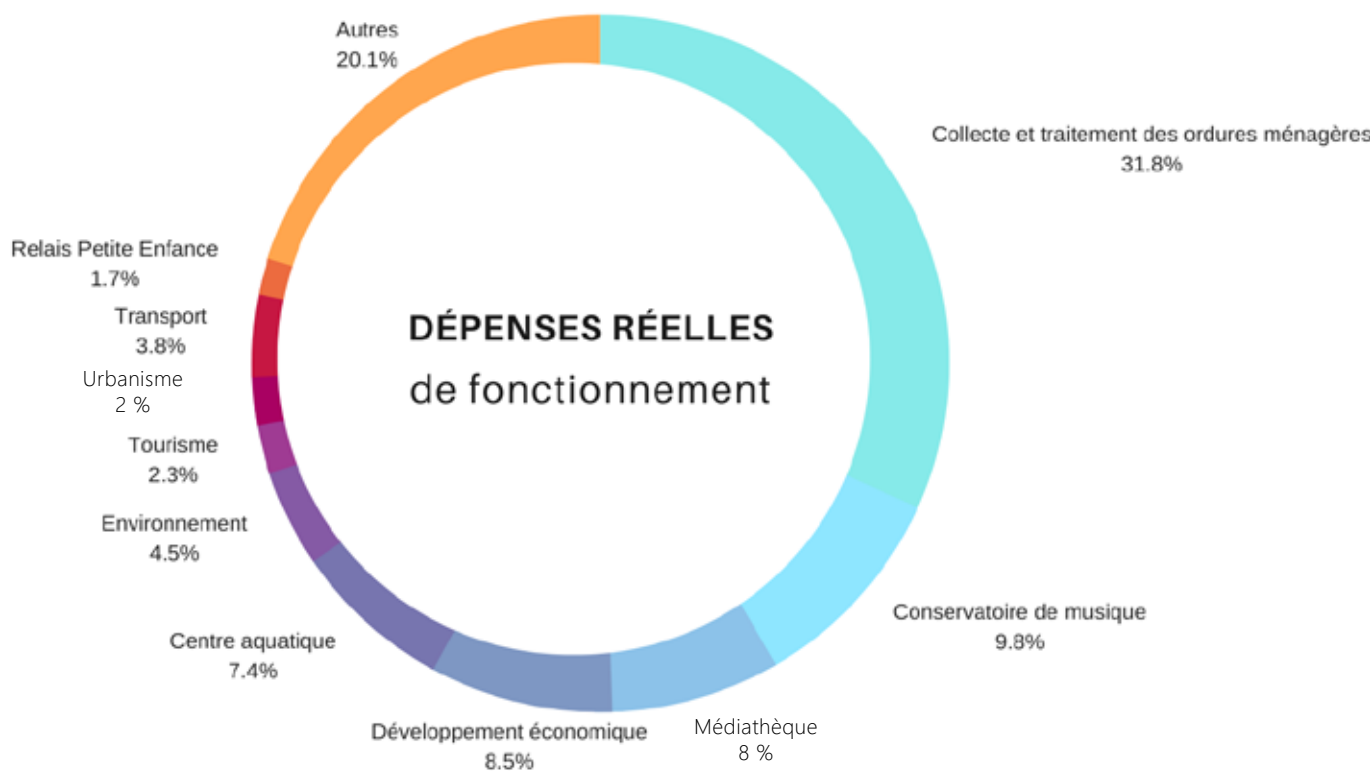 Autres
20.1%
Collecte et traitement des ordures ménagères
31.8%
Relais Petite Enfance
1.7%
Transport
3.8%
Urbanisme
2 %
Tourisme
2.3%
Environnement
4.5%
Centre aquatique
7.4%
Développement économique
8.5%
Médiathèque
8 %
Conservatoire de musique
9.8%
DÉPENSES RÉELLES
de fonctionnement